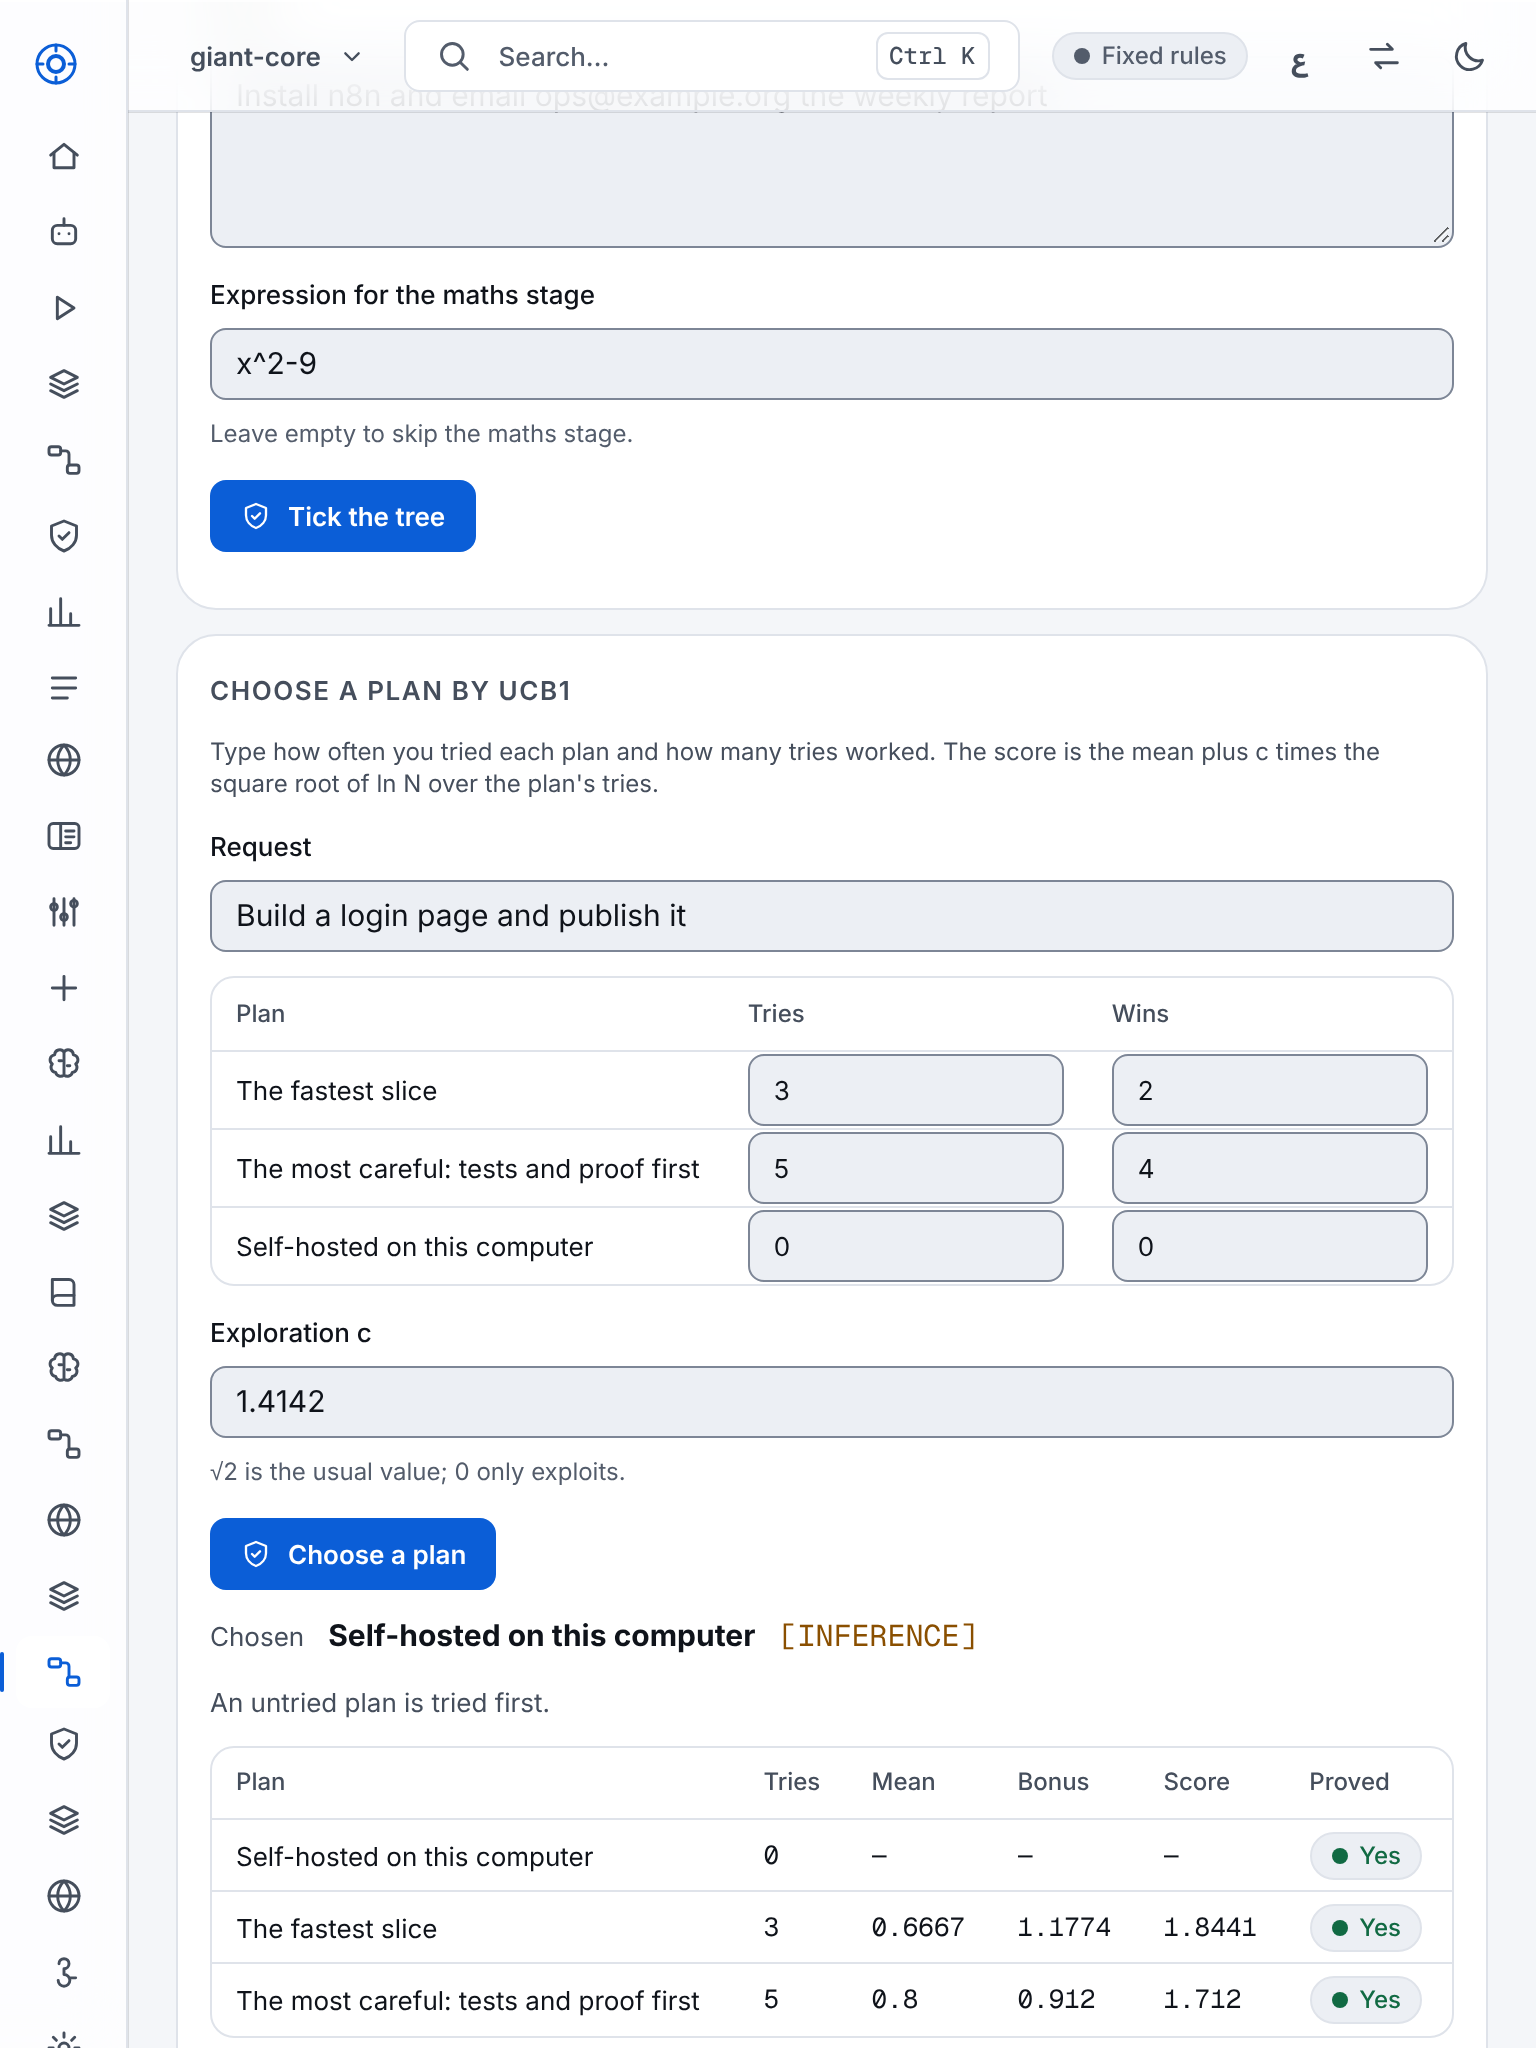 giant-core
Search...
Ctrl K
Fixed rules
ع
Install n8n and email ops@example.org the weekly report
Expression for the maths stage
x^2-9
Leave empty to skip the maths stage.
Tick the tree
CHOOSE A PLAN BY UCB1
Type how often you tried each plan and how many tries worked. The score is the mean plus c times the
square root of ln N over the plan's tries.
Request
Build a login page and publish it
Plan Tries Wins
The fastest slice 3 2
The most careful: tests and proof first 5 4
Self-hosted on this computer 0 0
Exploration c
1.4142
√2 is the usual value; 0 only exploits.
Choose a plan
Chosen Self-hosted on this computer [INFERENCE]
An untried plan is tried first.
Plan Tries Mean Bonus Score Proved
Self-hosted on this computer 0 — — — Yes
The fastest slice 3 0.6667 1.1774 1.8441 Yes
The most careful: tests and proof first 5 0.8 0.912 1.712 Yes